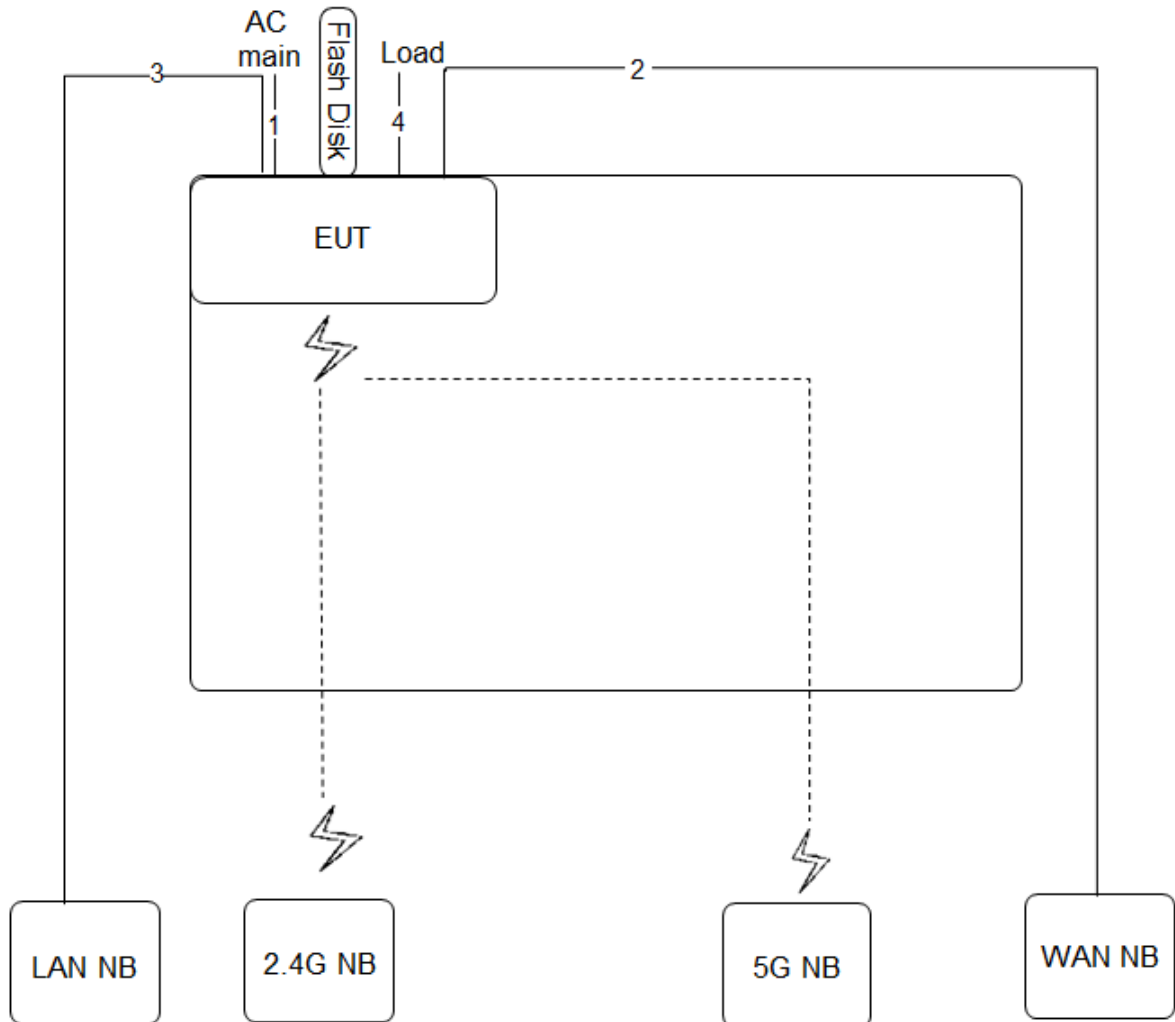 AC
main
Flash Disk
Load
3
2
1
4
EUT
LAN NB
2.4G NB
5G NB
WAN NB